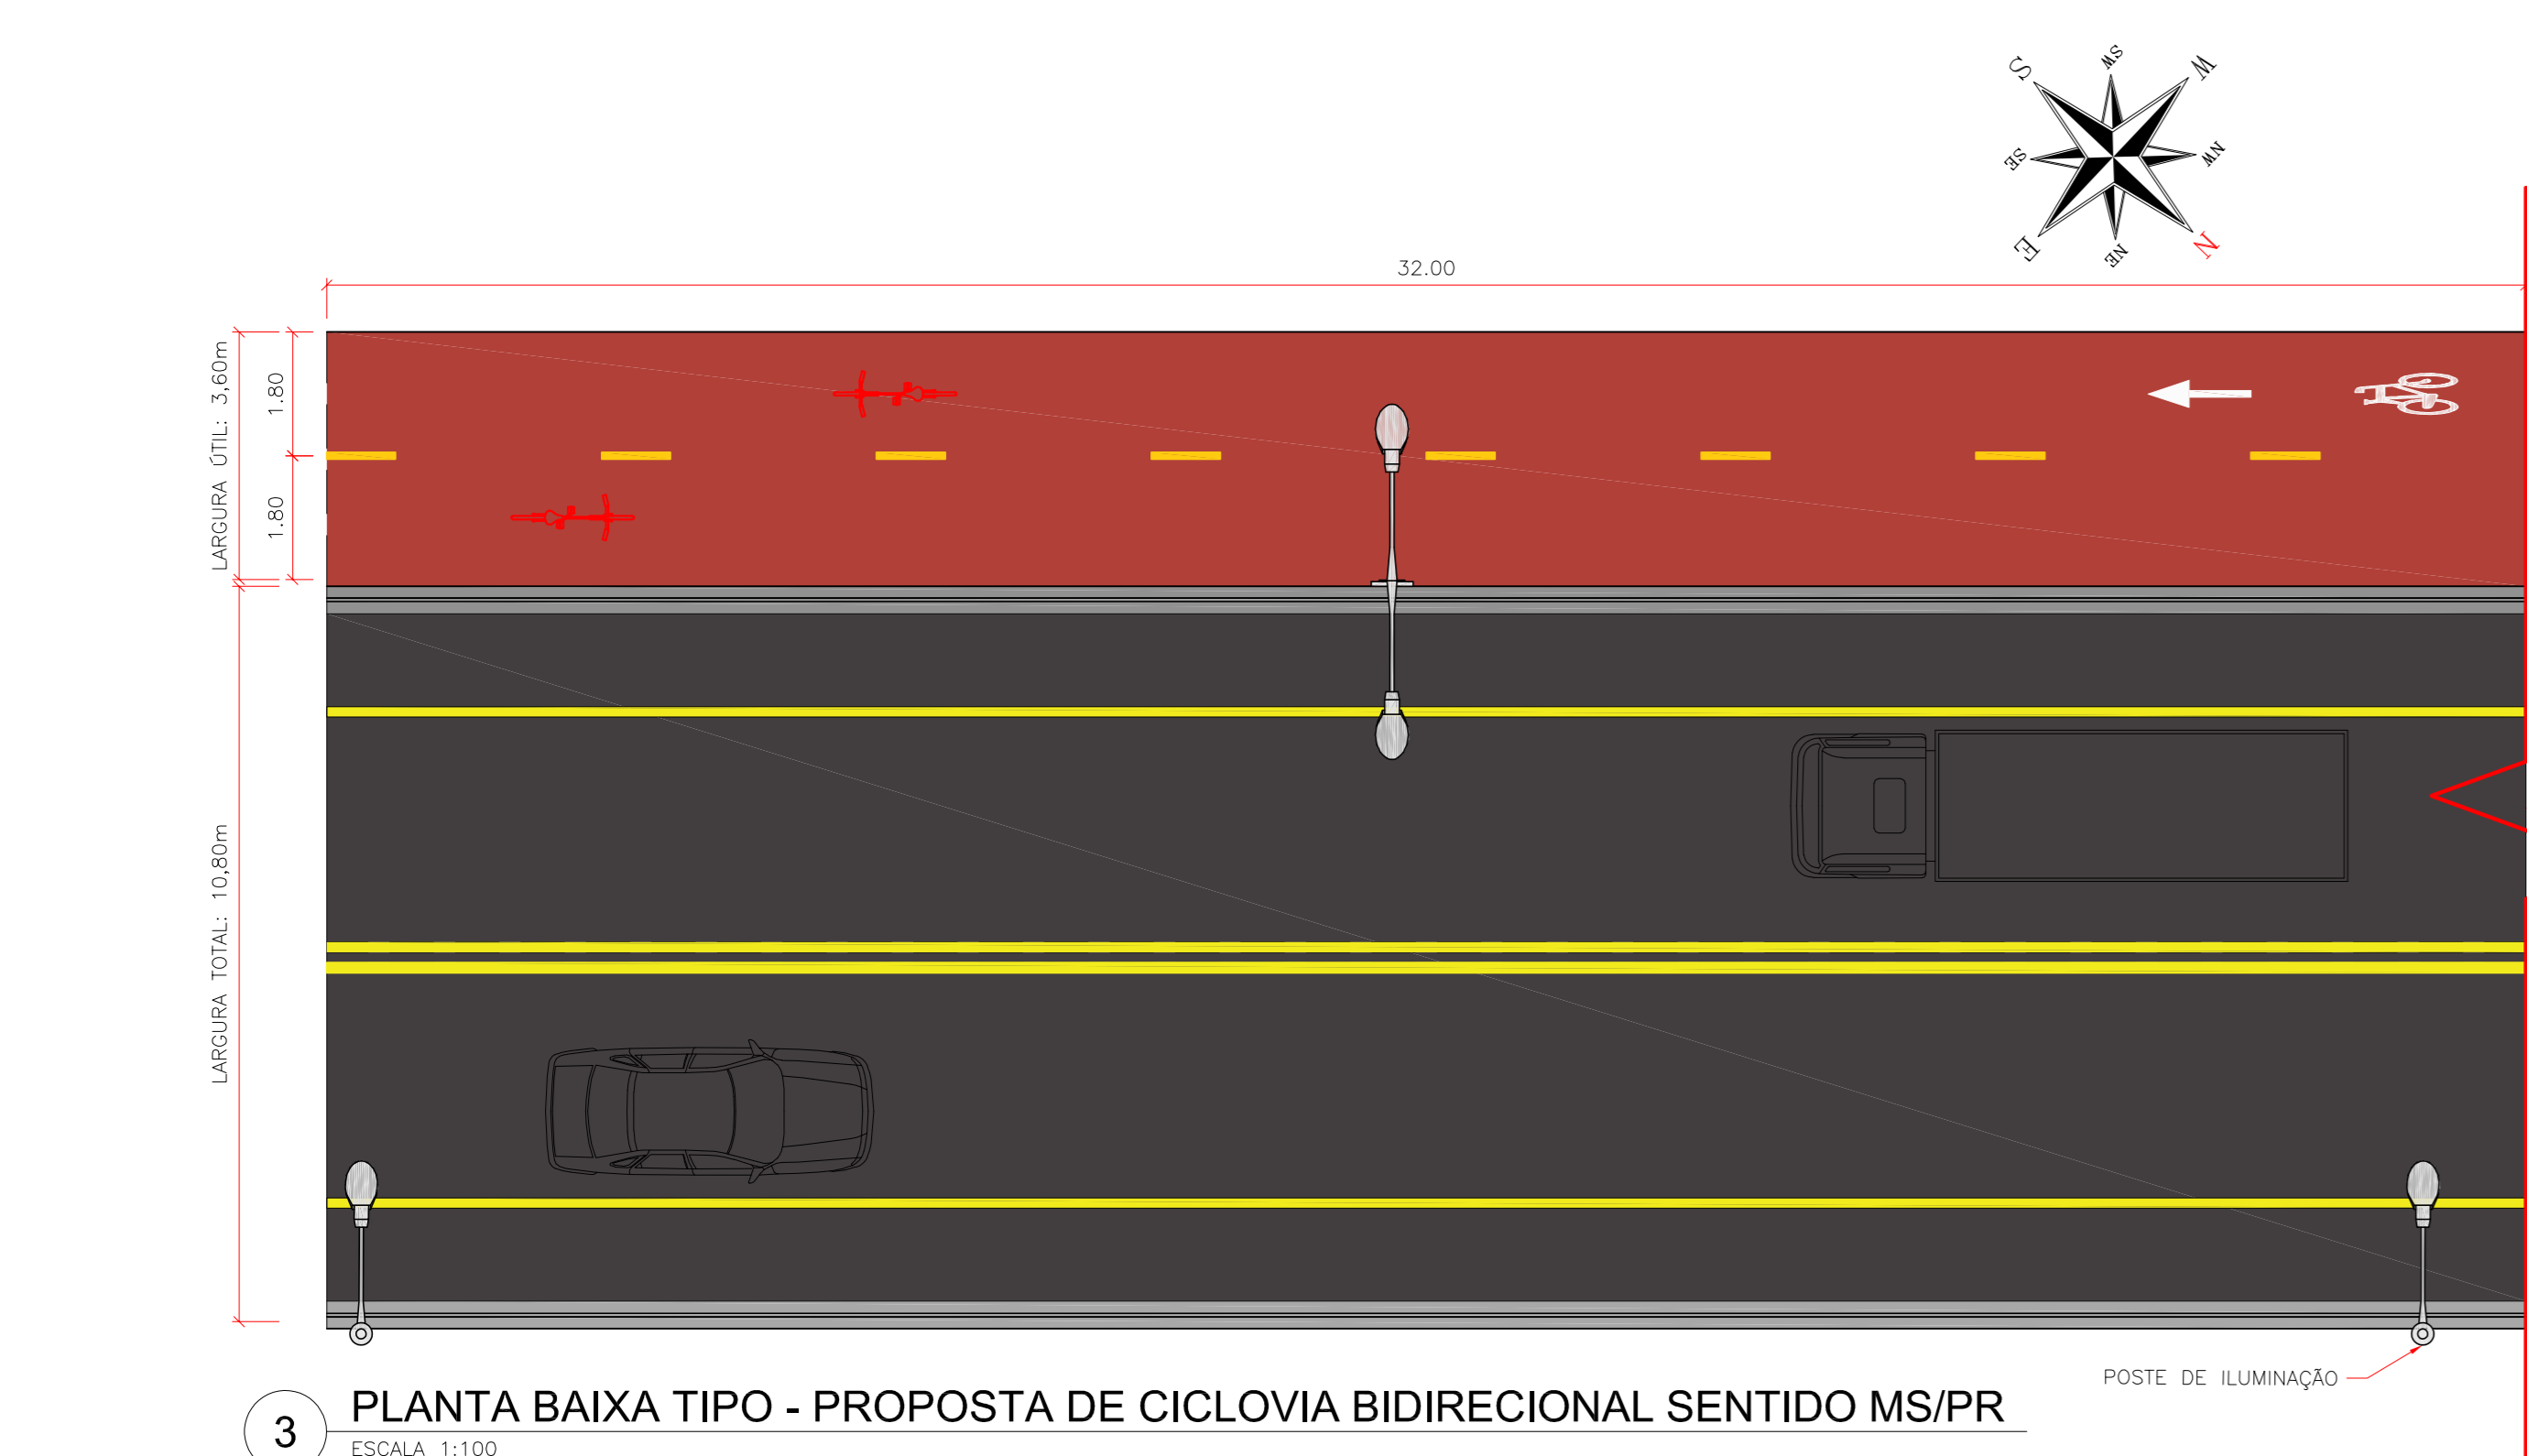 SW
S
W
SE
NW
E
NE
N
32.00
LARGURA ÚTIL: 3,60m
1.80
1.80
LARGURA TOTAL: 10,80m
POSTE DE ILUMINAÇÃO
3
PLANTA BAIXA TIPO - PROPOSTA DE CICLOVIA BIDIRECIONAL SENTIDO MS/PR
ESCALA 1:100